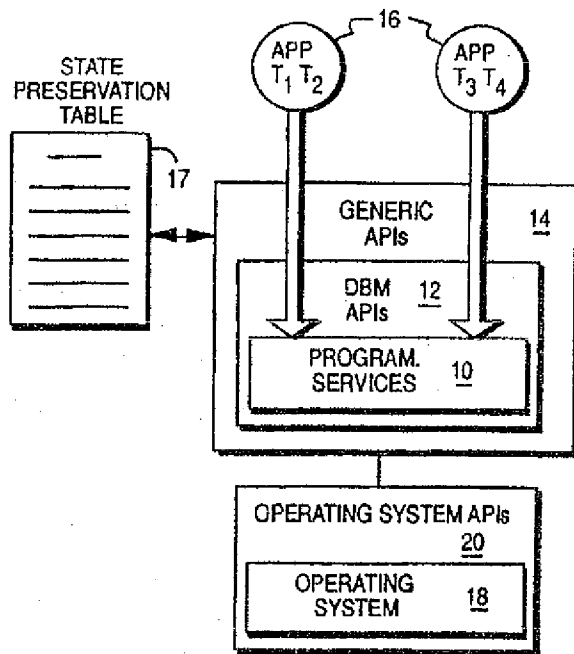 16
APP
T1 T2
APP
T3 T4
STATE
PRESERVATION
TABLE
17
GENERIC
APIs
14
DBM
APIs
12
PROGRAM.
SERVICES
10
OPERATING SYSTEM APIs
20
OPERATING
SYSTEM
18